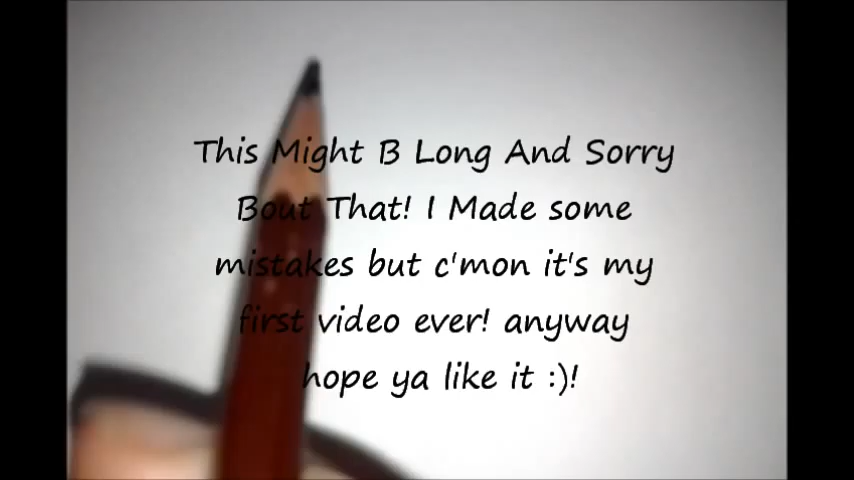 This Might B Long And Sorry
Bout That! I Made some
mistakes but c'mon it's my
first video ever! anyway
hope ya like it :)!